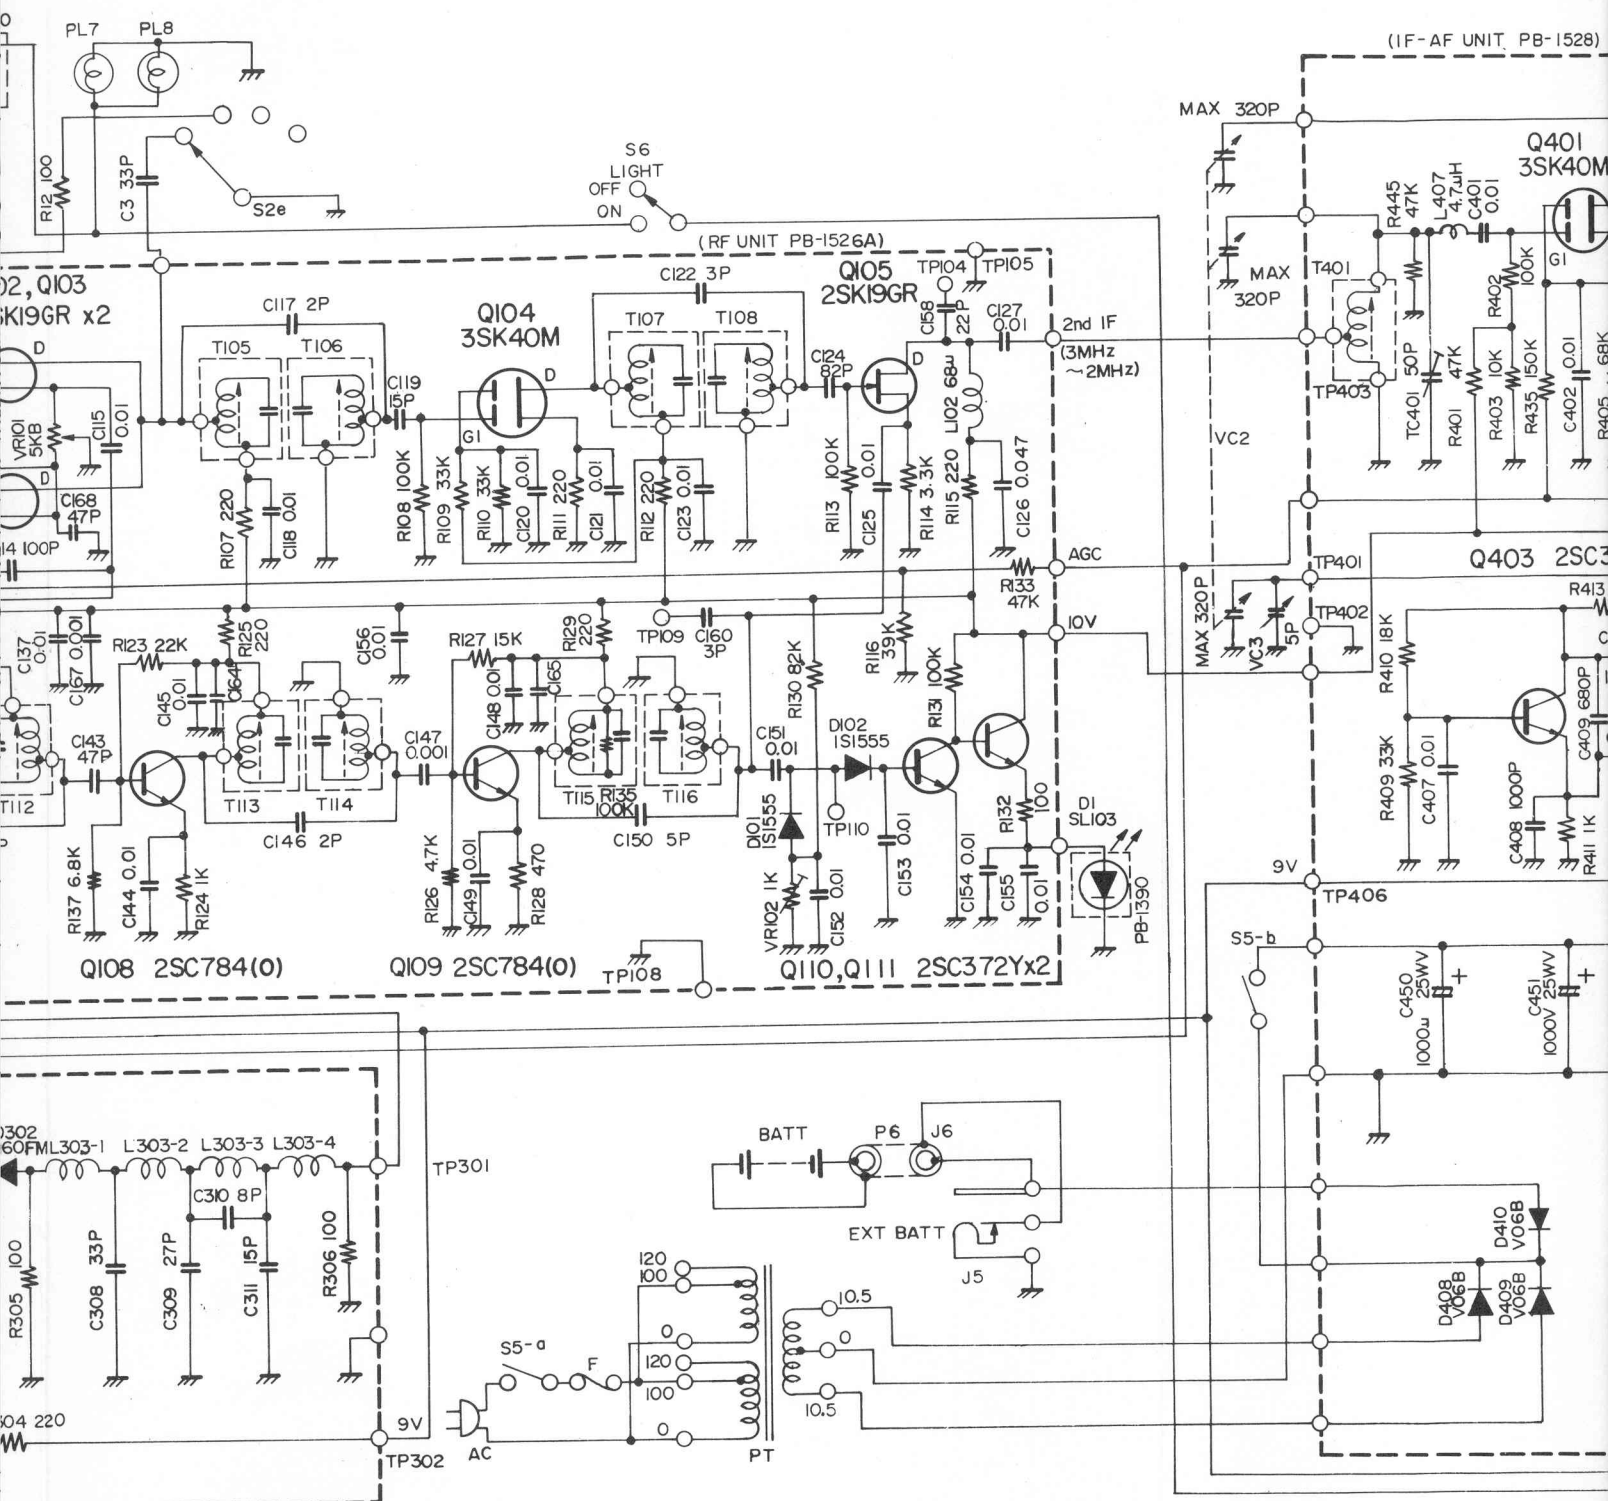 PL7
PL8
(IF-AF UNIT PB-1528)
MAX 320P
Q401
3SK40M
S6
LIGHT
OFF
ON
R12 100
C3 33P
S2e
R445
47K
L407
4.7uH
C401
0.01
(RF UNIT PB-1526A)
TP104
TP105
C122 3P
Q105
2SK19GR
G1
Q103
SK19GR x2
C117 2P
Q104
3SK40M
T107
T108
C158
22P
C127
0.01
2nd IF
(3MHz
~2MHz)
MAX
320P
T401
R402
100K
D
T105
T106
D
C124
82P
D
C119
15P
L102 68u
TP403
TC401 50P
R401 47K
R403 10K
R435 150K
C402 0.01
R405 68K
VR101
5KB
C115
0.01
G1
VC2
D
C168
47P
R107 220
C118 0.01
R108 100K
R109 33K
R110 33K
C120 0.01
R111 220
C121 0.01
R112 220
C123 0.01
R113 100K
C125 0.01
R114 3.3K
R115 220
C126 0.047
14 100P
AGC
TP401
Q403
R133
47K
R413
C137
0.01
C167 0.001
R123 22K
R125
220
C156
0.01
R127 15K
R129
220
TP109
C160
3P
10V
MAX 320P
VC3
5P
TP402
R116
39K
R410 18K
C145
0.01
C164
C148 0.01
C165
R130 82K
R131 100K
C409 680P
C143
47P
C147
0.001
C151
0.01
D102
1S1555
T112
T113
T114
T115
R135
100K
T116
D101
1S1555
TP110
R132
100
D1
SL103
R409 33K
C407 0.01
C408 1000P
R411 1K
C146 2P
C150 5P
R137 6.8K
C144 0.01
R124 1K
R126 4.7K
C149 0.01
R128 470
VR102 1K
C152 0.01
C153 0.01
C154 0.01
C155
0.01
PB-1390
9V
TP406
S5-b
Q108 2SC784(O)
Q109 2SC784(O)
TP108
Q110,Q111 2SC372Yx2
C450
1000u 25WV
+
C451
1000V 25WV
+
D302
L303-1
L303-2
L303-3
L303-4
TP301
BATT
P6
J6
C310 8P
R305 100
C308 33P
C309 27P
C311 15P
R306 100
EXT BATT
J5
D410
V06B
D408
V06B
D409
V06B
120
100
0
120
100
0
10.5
0
10.5
S5-a
F
AC
PT
304 220
9V
TP302